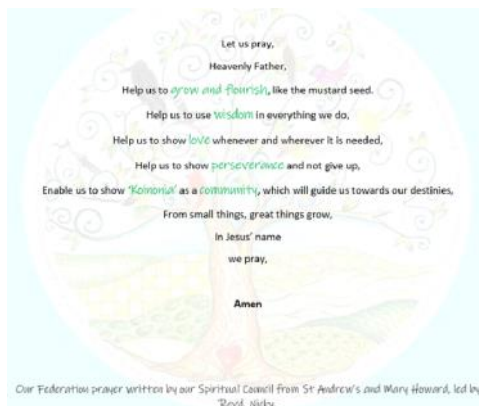 Let us pray,
Heavenly Father,
Help us to grow and flourish, like the mustard seed.
Help us to use wisdom in everything we do,
Help us to show love whenever and wherever it is needed,
Help us to show perseverance and not give up,
Enable us to show 'Koinonia' as a community, which will guide us towards our destinies,
From small things, great things grow,
In Jesus' name
we pray,
Amen
Our Federation prayer written by our Spiritual Council from St Andrew's and Mary Howard, led by
Revd. Nicky